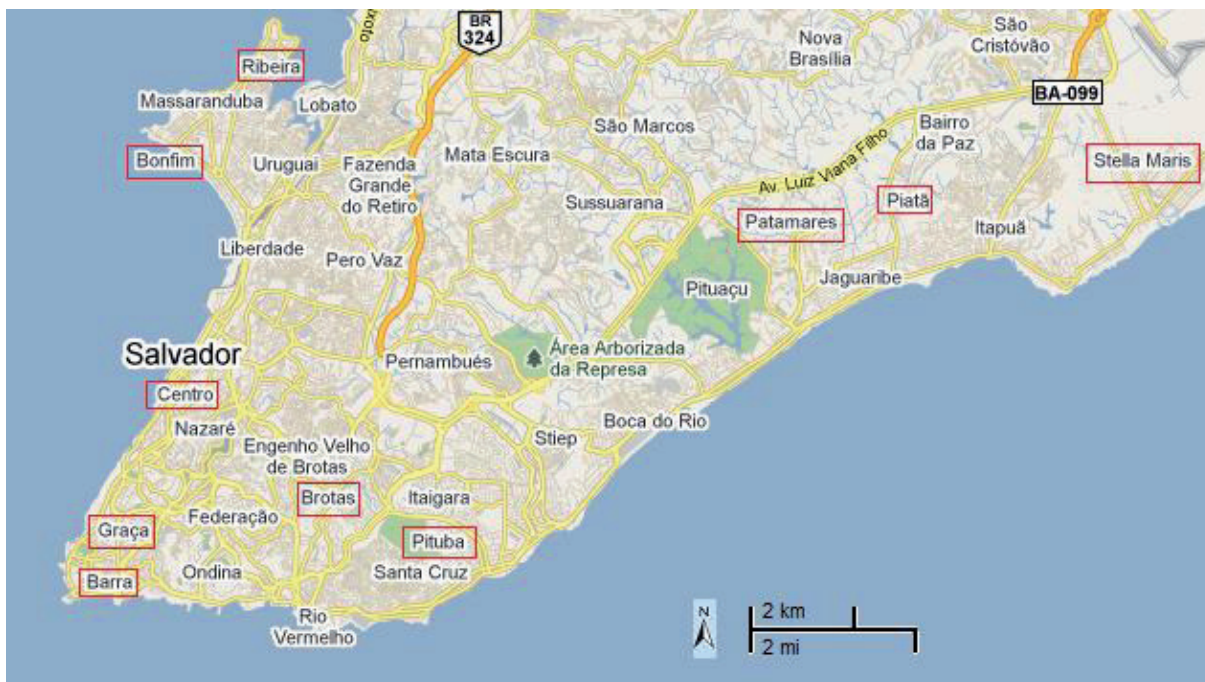 BR
324
ixoto
Ribeira
São
Cristóvão
Nova
Brasília
BA-099
Massaranduba
Lobato
São Marcos
Bairro
da Paz
Bonfim
Uruguai
Fazenda
Grande
do Retiro
Mata Escura
Av. Luiz Viana Filho
Stella Maris
Sussuarana
Piatã
Patamares
Itapuã
Liberdade
Pero Vaz
Jaguaribe
Pituaçu
Salvador
Pernambués
Área Arborizada
da Represa
Centro
Nazaré
Boca do Rio
Engenho Velho
de Brotas
Stiep
Brotas
Itaigara
Federação
Graça
Pituba
Barra
Ondina
Santa Cruz
Rio
Vermelho
N
2 km
2 mi